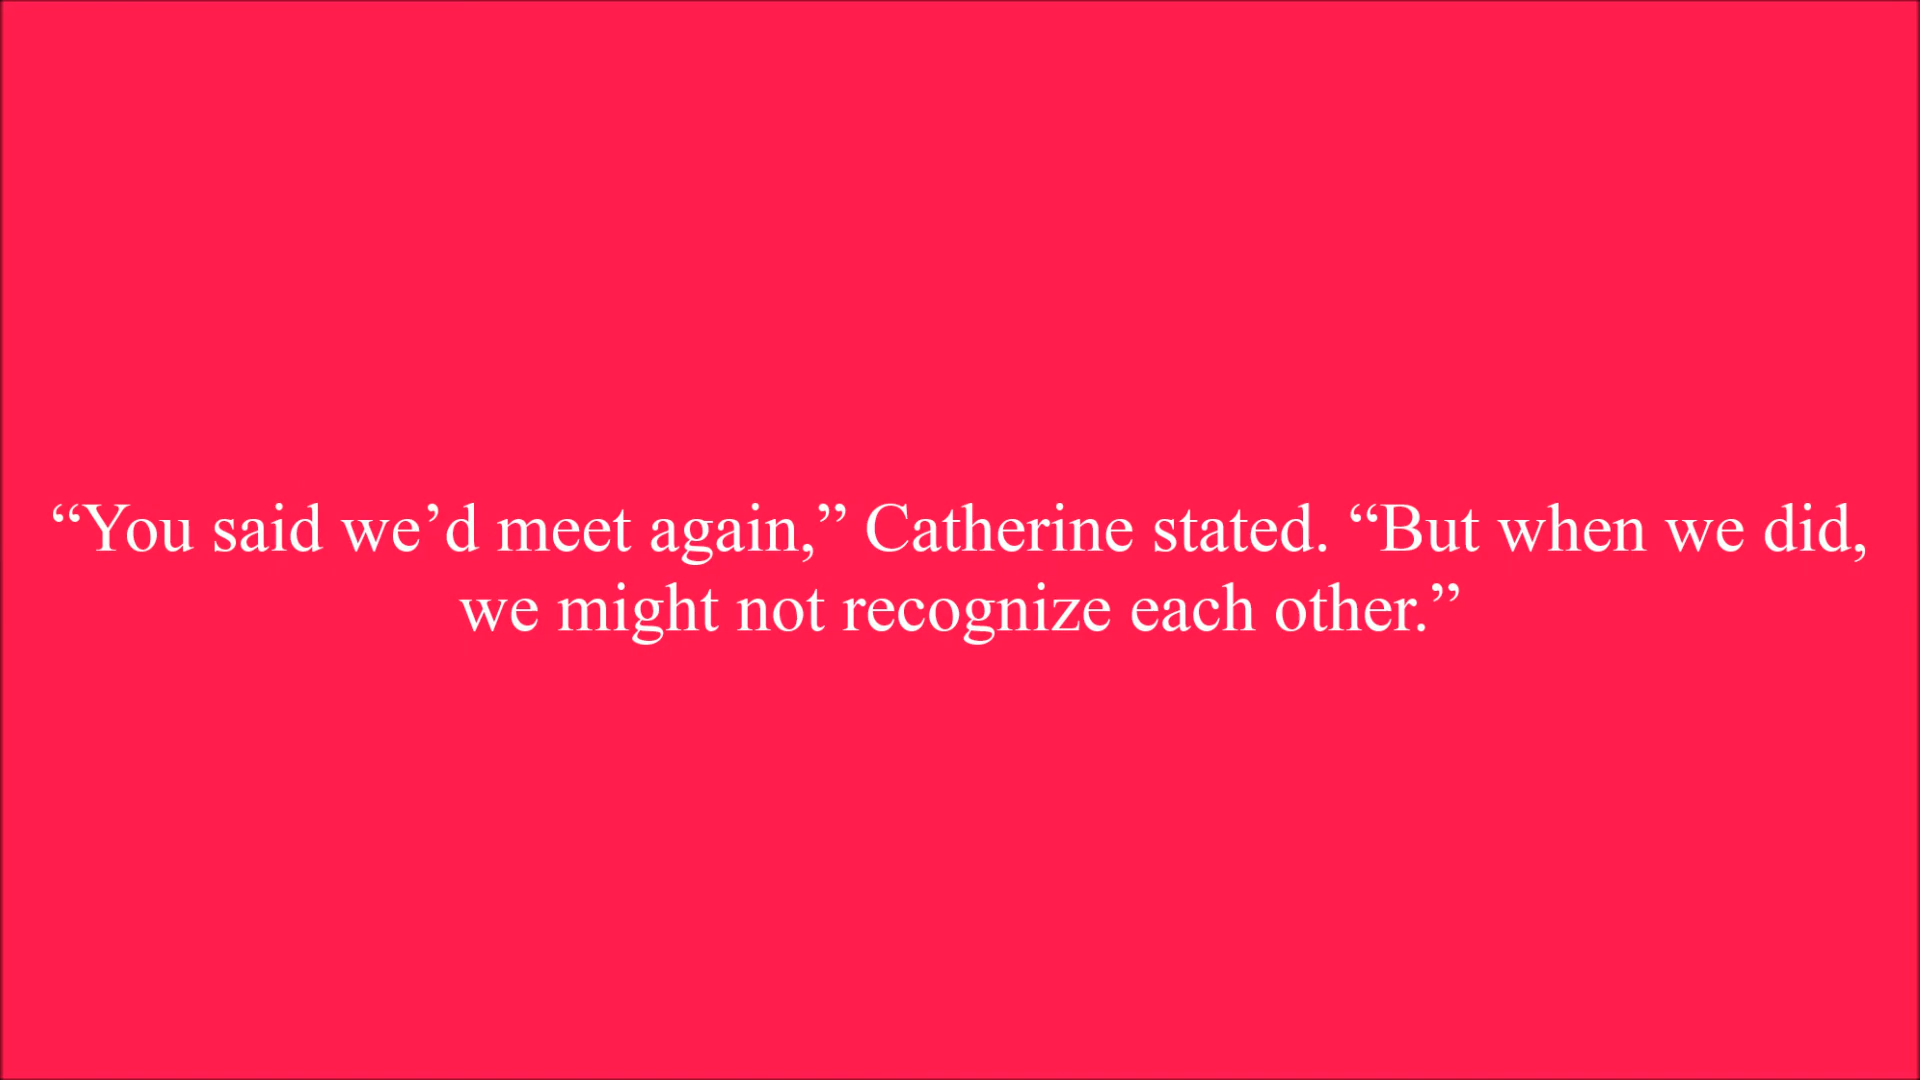 “You said we’d meet again,” Catherine stated. “But when we did,
we might not recognize each other.”